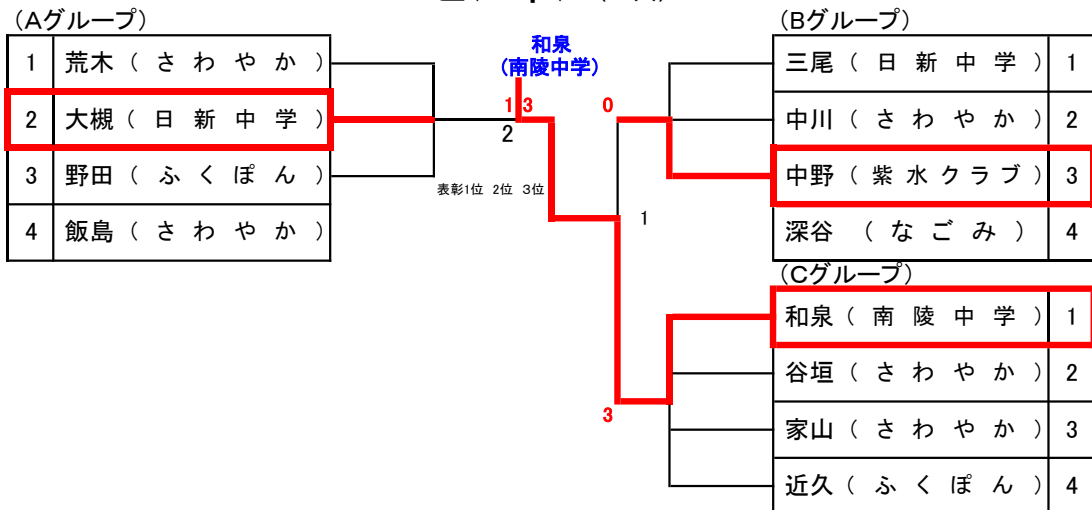 (Aグループ)
1 荒木 ( さ わ や か )
2 大槻 ( 日 新 中 学 )
3 野田 ( ふ く ぽ ん )
4 飯島 ( さ わ や か )
和泉
(南陵中学)
1 3
2
0
表彰1位 2位 3位
1
3
(Bグループ)
三尾 ( 日 新 中 学 ) 1
中川 ( さ わ や か ) 2
中野 ( 紫 水 ク ラ ブ ) 3
深谷 ( な ご み ) 4
(Cグループ)
和泉 ( 南 陵 中 学 ) 1
谷垣 ( さ わ や か ) 2
家山 ( さ わ や か ) 3
近久 ( ふ く ぽ ん ) 4